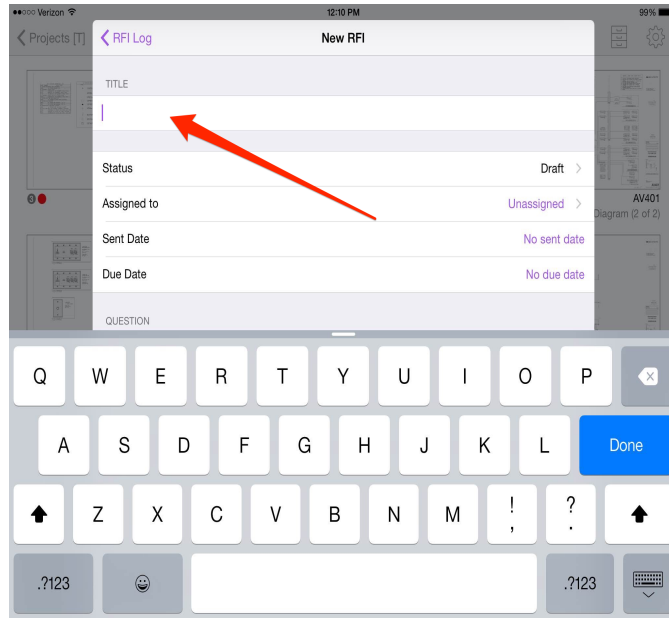 Verizon 12:10 PM 99%
Projects [T] RFI Log New RFI
TITLE
Status Draft
Assigned to Unassigned
3 AV401
Diagram (2 of 2)
Sent Date No sent date
Due Date No due date
QUESTION
Q W E R T Y U I O P
A S D F G H J K L Done
Z X C V B N M ! , ? .
.?123 .?123